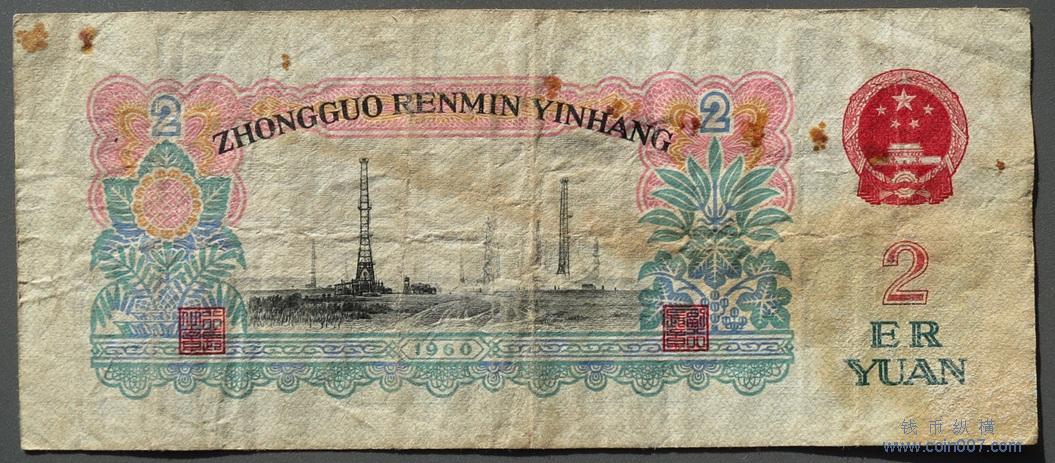 2
ZHONGGUO RENMIN YINHANG
2
2
ER
YUAN
1960
钱币纵横
www.coin007.com